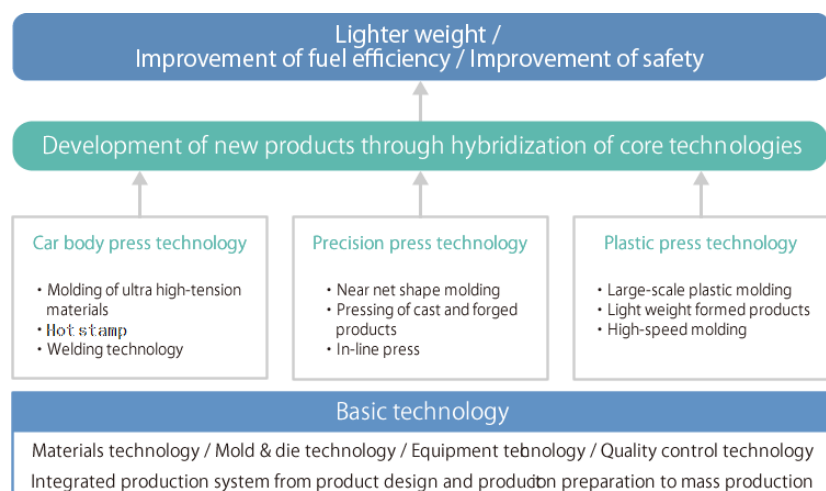 Lighter weight /
Improvement of fuel efficiency / Improvement of safety
Development of new products through hybridization of core technologies
Car body press technology
・Molding of ultra high-tension
materials
・Hot stamp
・Welding technology
Precision press technology
・Near net shape molding
・Pressing of cast and forged
products
・In-line press
Plastic press technology
・Large-scale plastic molding
・Light weight formed products
・High-speed molding
Basic technology
Materials technology / Mold & die technology / Equipment technology / Quality control technology
Integrated production system from product design and production preparation to mass production